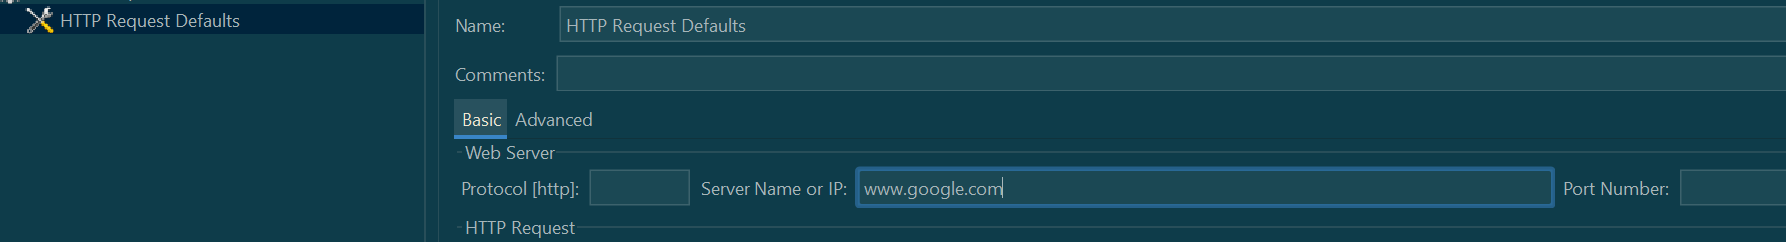 HTTP Request Defaults
Name: HTTP Request Defaults
Comments:
Basic Advanced
Web Server
Protocol [http]: Server Name or IP: www.google.com Port Number:
HTTP Request